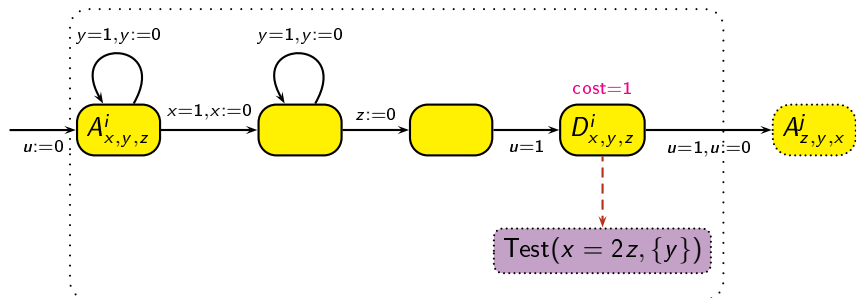 y=1,y:=0
y=1,y:=0
cost=1
x=1,x:=0
z:=0
A^i_{x,y,z}
D^i_{x,y,z}
A^j_{z,y,x}
u:=0
u=1
u=1,u:=0
Test(x = 2z, {y})